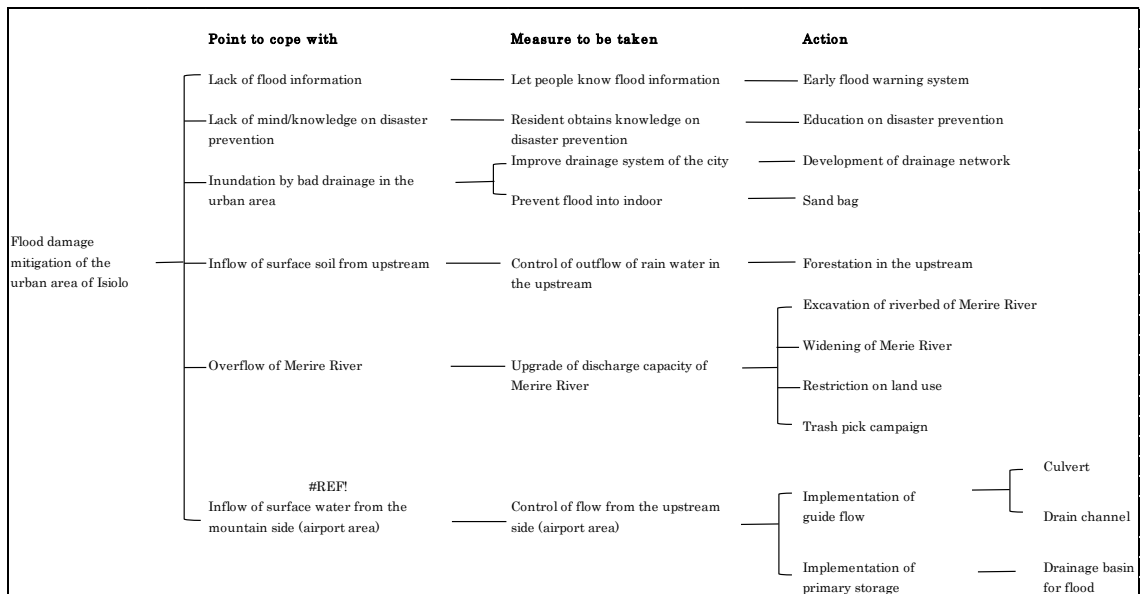 Point to cope with Measure to be taken Action
Lack of flood information Let people know flood information Early flood warning system
Lack of mind/knowledge on disaster Resident obtains knowledge on Education on disaster prevention
prevention disaster prevention
Improve drainage system of the city Development of drainage network
Inundation by bad drainage in the
urban area Prevent flood into indoor Sand bag
Flood damage
mitigation of the Inflow of surface soil from upstream Control of outflow of rain water in Forestation in the upstream
urban area of Isiolo the upstream
Excavation of riverbed of Merire River
Widening of Merie River
Overflow of Merire River Upgrade of discharge capacity of
Merire River Restriction on land use
Trash pick campaign
Culvert
#REF!
Inflow of surface water from the Control of flow from the upstream Implementation of
mountain side (airport area) side (airport area) guide flow Drain channel
Implementation of Drainage basin
primary storage for flood